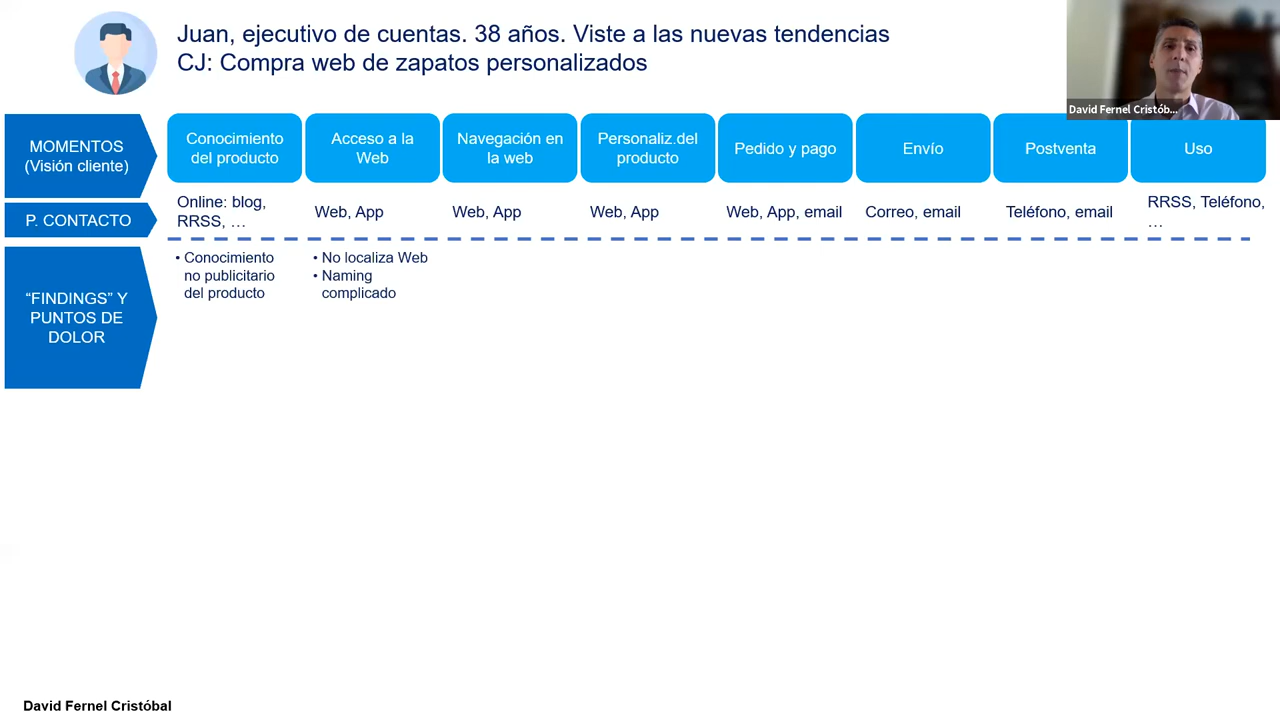 Juan, ejecutivo de cuentas. 38 años. Viste a las nuevas tendencias
CJ: Compra web de zapatos personalizados
David Fernel Cristób...
MOMENTOS
(Visión cliente)
Conocimiento
del producto
Acceso a la
Web
Navegación en
la web
Personaliz.del
producto
Pedido y pago
Envío
Postventa
Uso
P. CONTACTO
Online: blog,
RRSS, ...
Web, App
Web, App
Web, App
Web, App, email
Correo, email
Teléfono, email
RRSS, Teléfono,
...
“FINDINGS” Y
PUNTOS DE
DOLOR
• Conocimiento
no publicitario
del producto
• No localiza Web
• Naming
complicado
David Fernel Cristóbal